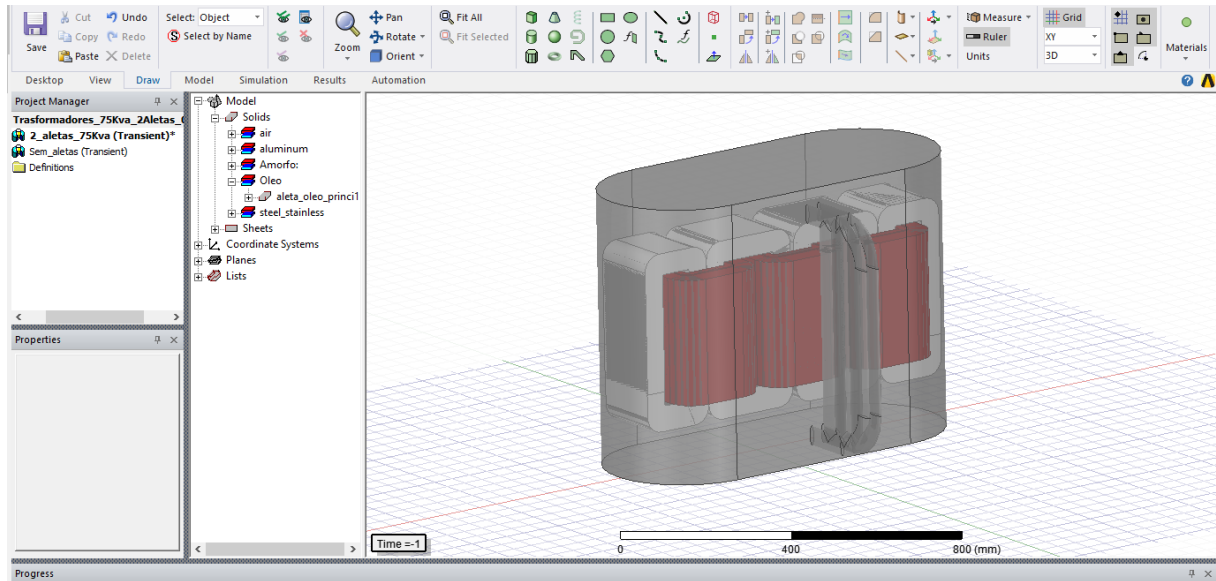 Save
Cut
Copy
Paste
Undo
Redo
Delete
Select: Object
Select by Name
Zoom
Pan
Rotate
Orient
Fit All
Fit Selected
Measure
Ruler
Units
Grid
XY
3D
Materials
Desktop View Draw Model Simulation Results Automation
Project Manager
Trasformadores_75Kva_2Aletas_
2_aletas_75Kva (Transient)*
Sem_aletas (Transient)
Definitions
Model
Solids
air
aluminum
Amorfo:
Oleo
aleta_oleo_princi1
steel_stainless
Sheets
Coordinate Systems
Planes
Lists
Properties
Time =-1
0 400 800 (mm)
Progress